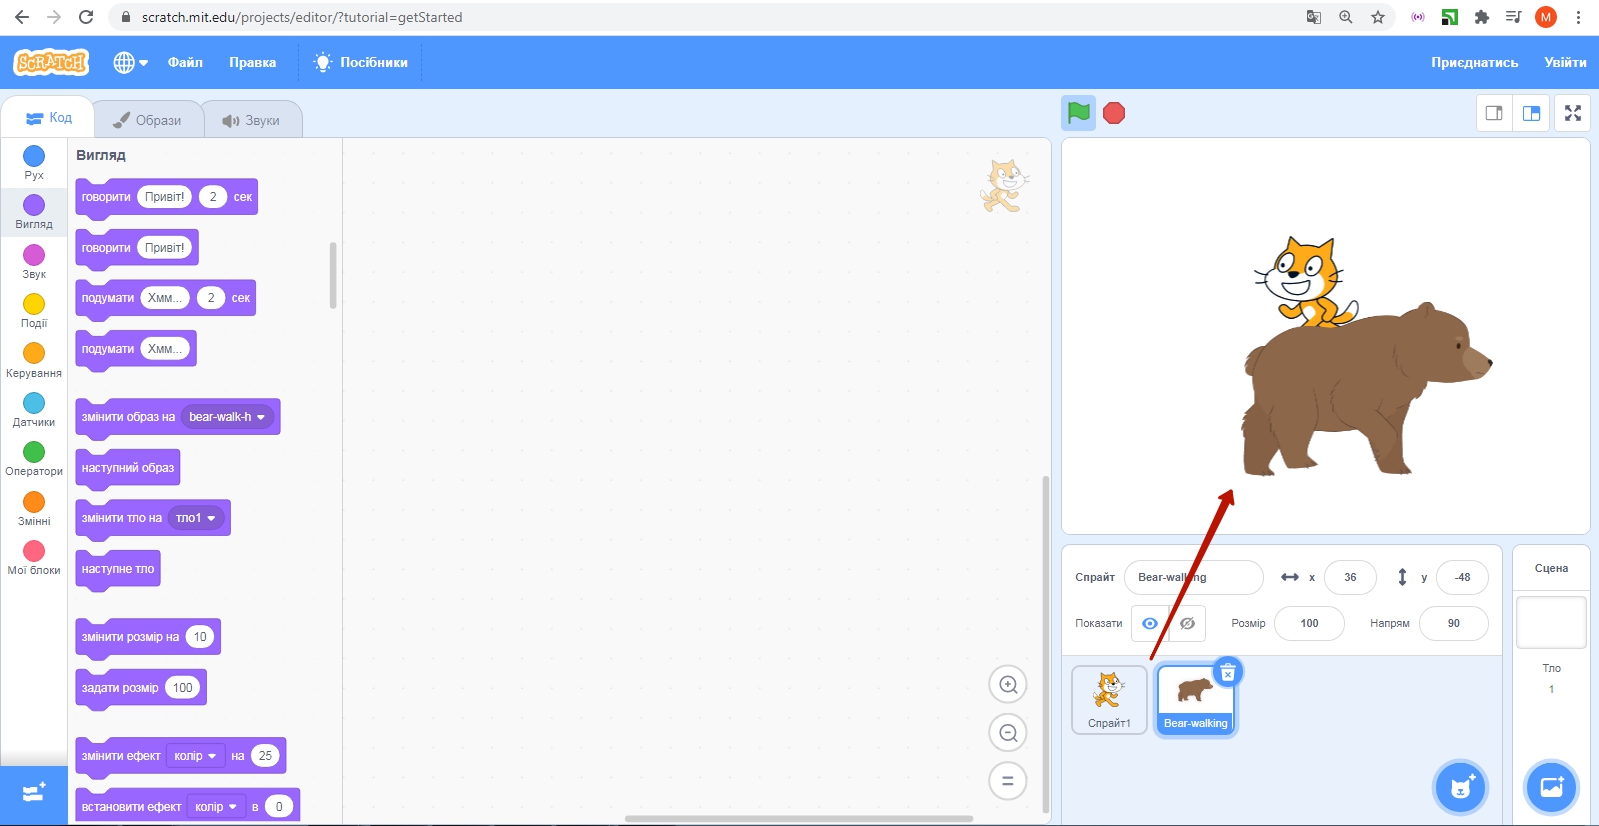 scratch.mit.edu/projects/editor/?tutorial=getStarted
M
SCRATCH
Файл
Правка
Посібники
Приєднатись
Увійти
Код
Образи
Звуки
Рух
Вигляд
Звук
Події
Керування
Датчики
Оператори
Змінні
Мої блоки
Вигляд
говорити Привіт! 2 сек
говорити Привіт!
подумати Хмм... 2 сек
подумати Хмм...
змінити образ на bear-walk-h
наступний образ
змінити тло на тло1
наступне тло
змінити розмір на 10
задати розмір 100
змінити ефект колір на 25
встановити ефект колір в 0
Спрайт Bear-walking x 36 y -48
Показати Розмір 100 Напрям 90
Спрайт1
Bear-walking
Сцена
Тло
1